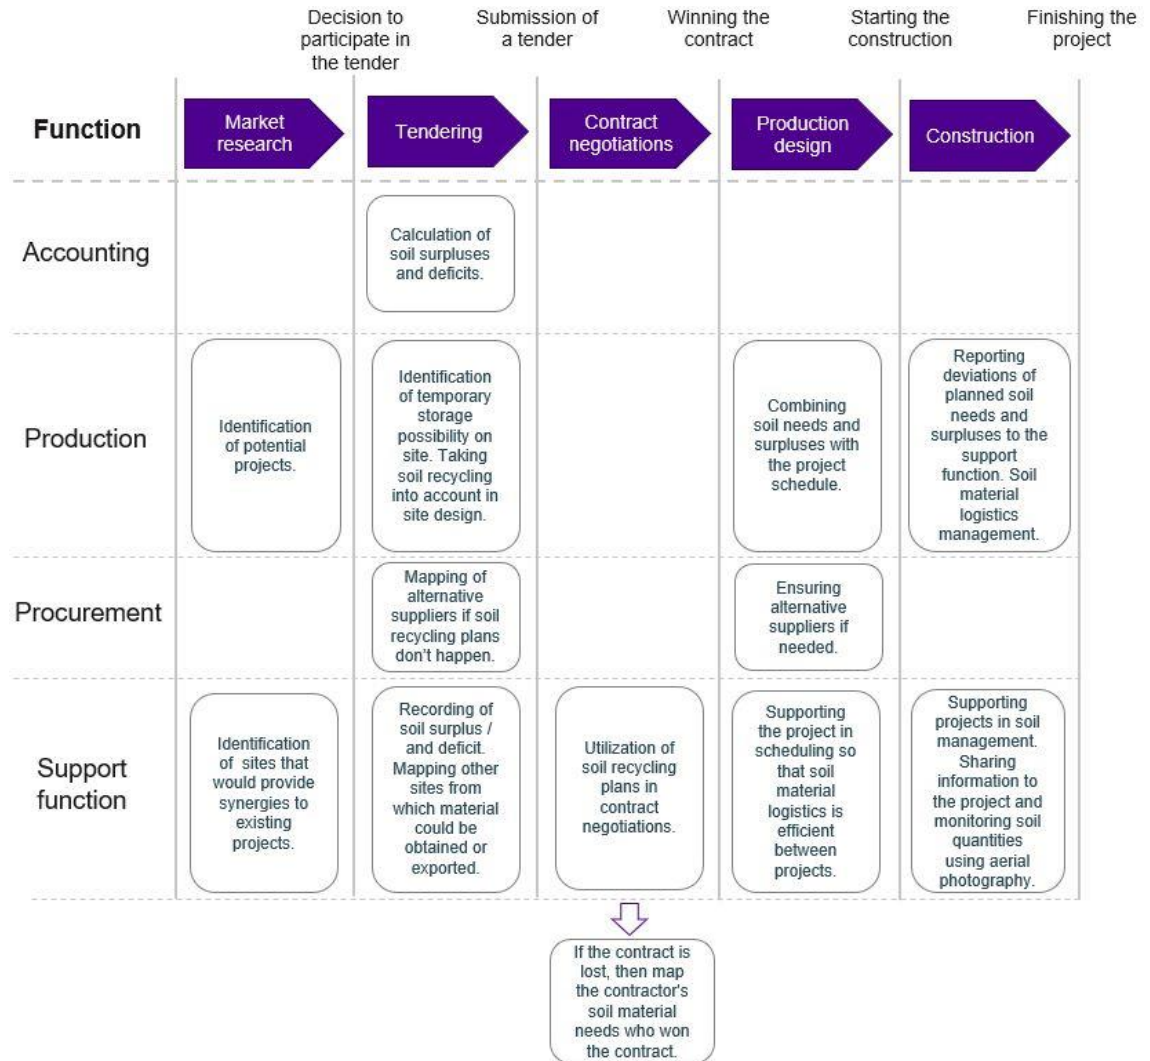 Decision to
participate in
the tender
Submission of
a tender
Winning the
contract
Starting the
construction
Finishing the
project
Function
Market
research
Tendering
Contract
negotiations
Production
design
Construction
Accounting
Calculation of
soil surpluses
and deficits.
Production
Identification
of potential
projects.
Identification
of temporary
storage
possibility on
site. Taking
soil recycling
into account in
site design.
Combining
soil needs and
surpluses with
the project
schedule.
Reporting
deviations of
planned soil
needs and
surpluses to the
support
function. Soil
material
logistics
management.
Procurement
Mapping of
alternative
suppliers if soil
recycling plans
don't happen.
Ensuring
alternative
suppliers if
needed.
Support
function
Identification
of sites that
would provide
synergies to
existing
projects.
Recording of
soil surplus /
and deficit.
Mapping other
sites from
which material
could be
obtained or
exported.
Utilization of
soil recycling
plans in
contract
negotiations.
Supporting
the project in
scheduling so
that soil
material
logistics is
efficient
between
projects.
Supporting
projects in soil
management.
Sharing
information to
the project and
monitoring soil
quantities
using aerial
photography.
If the contract is
lost, then map
the contractor's
soil material
needs who won
the contract.